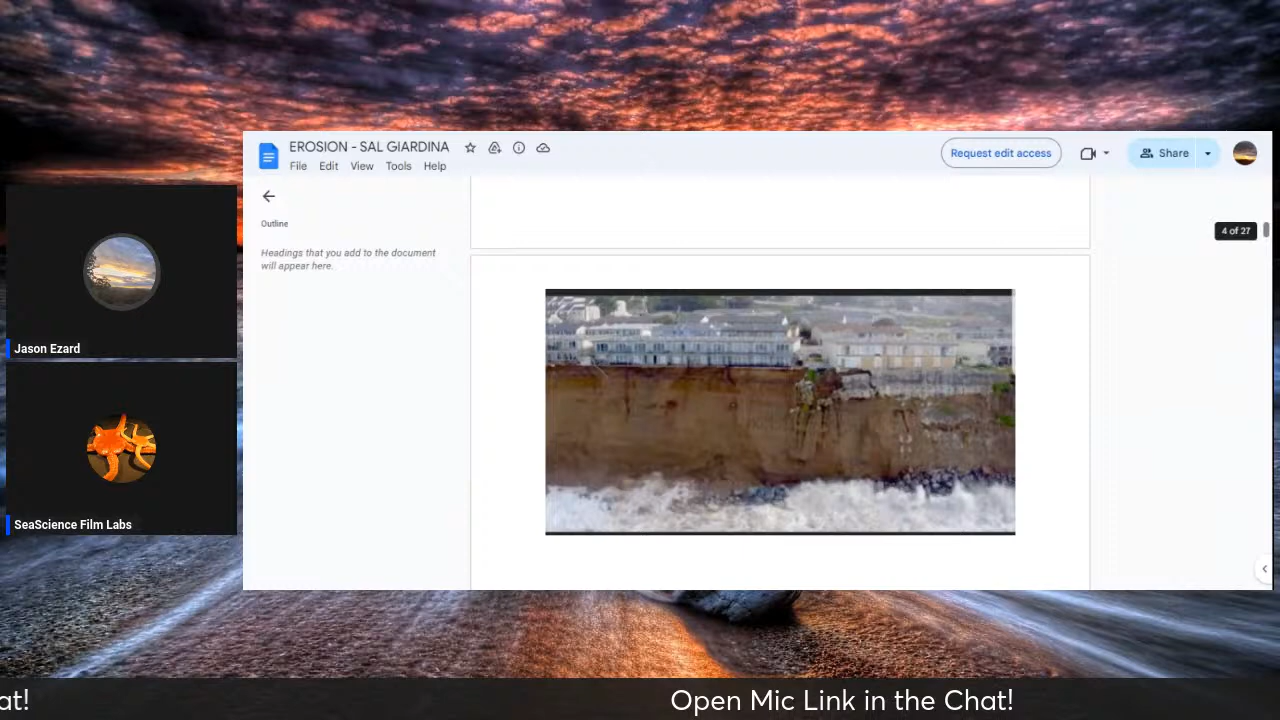 EROSION - SAL GIARDINA
File Edit View Tools Help
Request edit access
Share
Outline
Headings that you add to the document
will appear here.
4 of 27
Jason Ezard
SeaScience Film Labs
at!
Open Mic Link in the Chat!